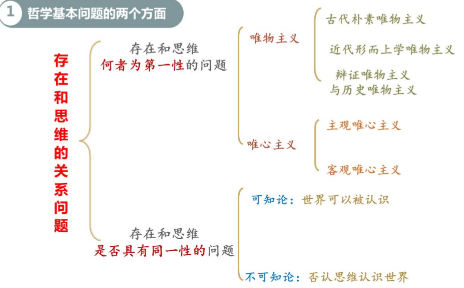 1 哲学基本问题的两个方面
存在和思维的关系问题
存在和思维
何者为第一性的问题
唯物主义
古代朴素唯物主义
近代形而上学唯物主义
辩证唯物主义
与历史唯物主义
唯心主义
主观唯心主义
客观唯心主义
存在和思维
是否具有同一性的问题
可知论：世界可以被认识
不可知论：否认思维认识世界